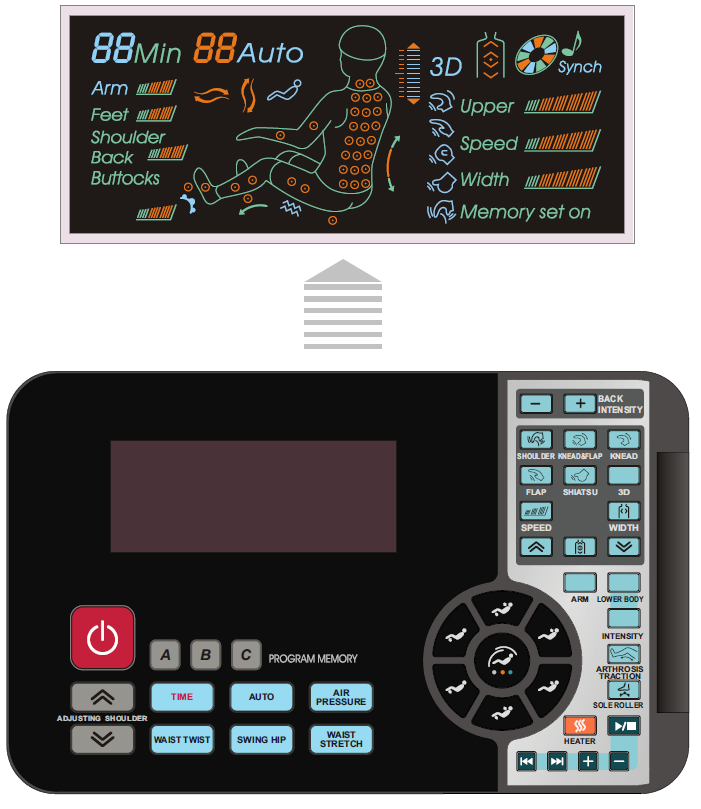 88Min 88Auto
3D
Synch
Arm
Feet
Shoulder
Back
Buttocks
Upper
Speed
Width
Memory set on
C
− + BACK
INTENSITY
SHOULDER KNEAD&FLAP KNEAD
FLAP SHIATSU 3D
SPEED WIDTH
ARM LOWER BODY
INTENSITY
ARTHROSIS
TRACTION
SOLE ROLLER
HEATER
+ −
A B C PROGRAM MEMORY
ADJUSTING SHOULDER
TIME AUTO AIR
PRESSURE
WAIST TWIST SWING HIP WAIST
STRETCH